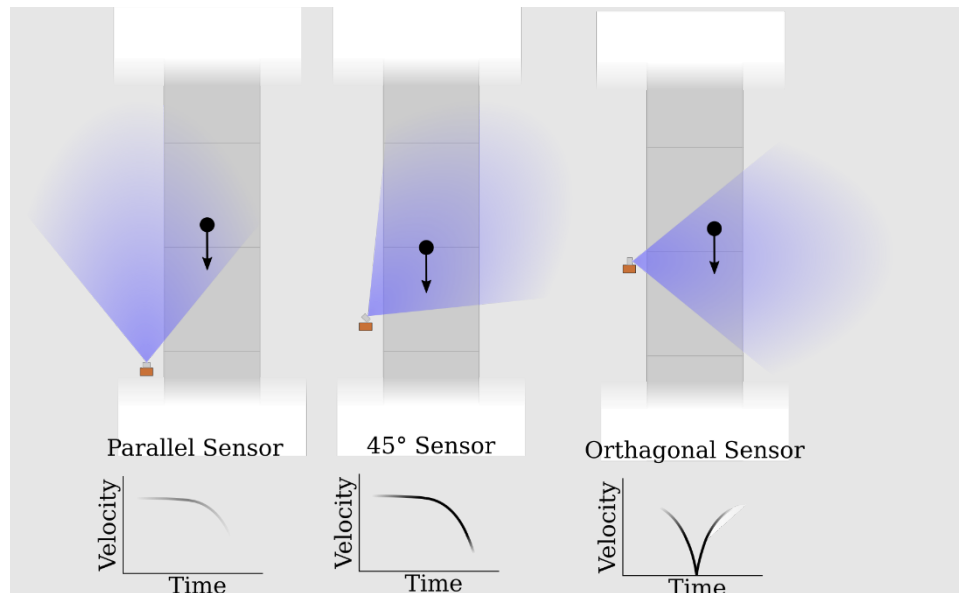 Parallel Sensor
45° Sensor
Orthagonal Sensor
Velocity
Time
Velocity
Time
Velocity
Time